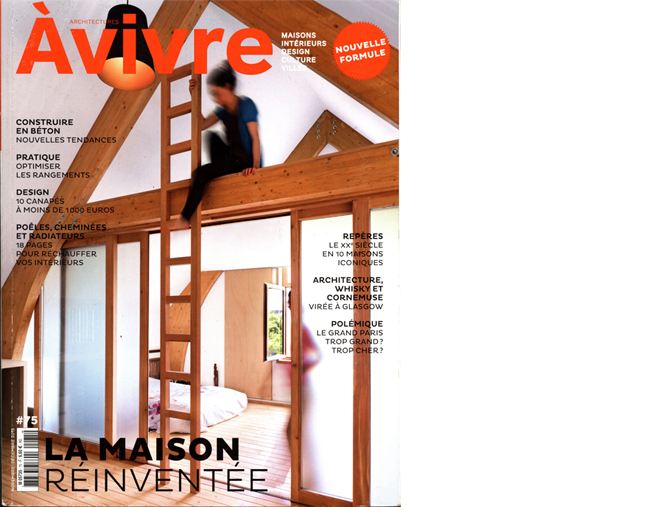 ARCHITECTURES
Àvivre
MAISONS
INTÉRIEURS
DESIGN
CULTURE
VILLES
NOUVELLE
FORMULE
CONSTRUIRE
EN BÉTON
NOUVELLES TENDANCES
PRATIQUE
OPTIMISER
LES RANGEMENTS
DESIGN
10 CANAPÉS
À MOINS DE 1000 EUROS
POÊLES, CHEMINÉES
ET RADIATEURS
18 PAGES
POUR RÉCHAUFFER
VOS INTÉRIEURS
REPÈRES
LE XXᵉ SIÈCLE
EN 10 MAISONS
ICONIQUES
ARCHITECTURE,
WHISKY ET
CORNEMUSE
VIRÉE À GLASGOW
POLÉMIQUE
LE GRAND PARIS
TROP GRAND ?
TROP CHER ?
#75
LA MAISON
RÉINVENTÉE